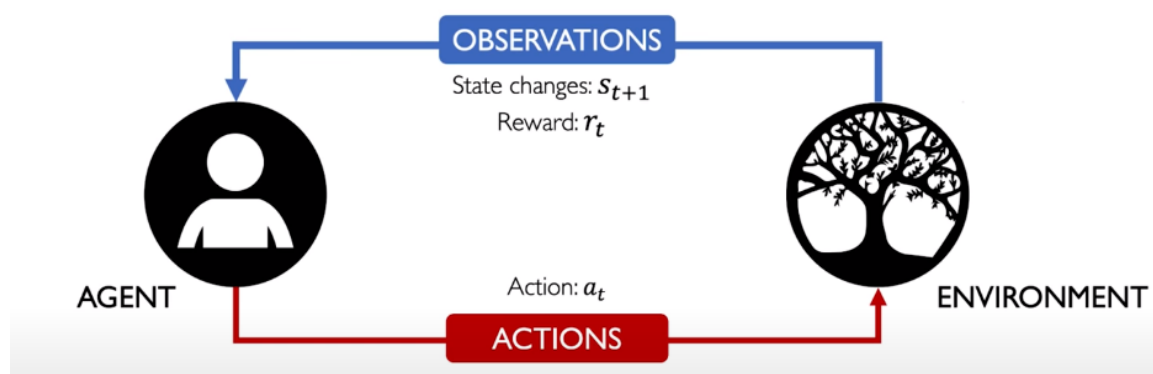 OBSERVATIONS
State changes: s_{t+1}
Reward: r_t
AGENT
ENVIRONMENT
Action: a_t
ACTIONS